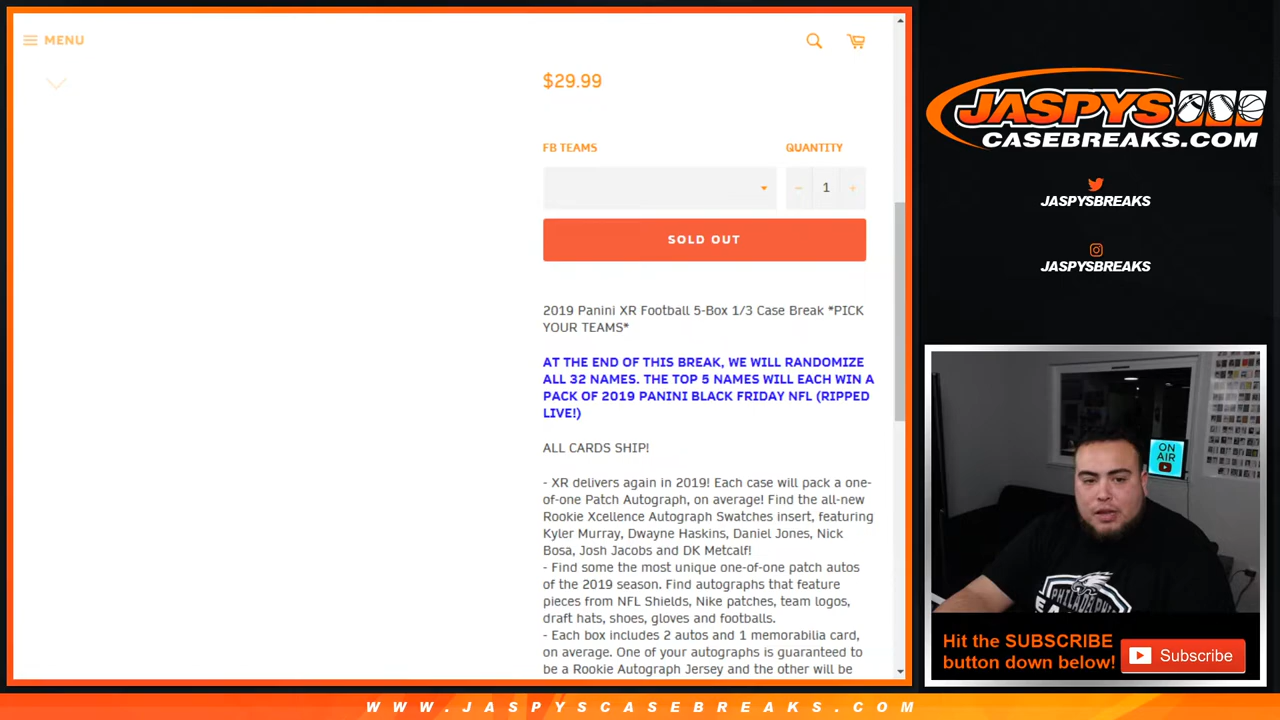 MENU
$29.99
FB TEAMS
QUANTITY
1
SOLD OUT
2019 Panini XR Football 5-Box 1/3 Case Break *PICK
YOUR TEAMS*
AT THE END OF THIS BREAK, WE WILL RANDOMIZE
ALL 32 NAMES. THE TOP 5 NAMES WILL EACH WIN A
PACK OF 2019 PANINI BLACK FRIDAY NFL (RIPPED
LIVE!)
ALL CARDS SHIP!
- XR delivers again in 2019! Each case will pack a one-
of-one Patch Autograph, on average! Find the all-new
Rookie Xcellence Autograph Swatches insert, featuring
Kyler Murray, Dwayne Haskins, Daniel Jones, Nick
Bosa, Josh Jacobs and DK Metcalf!
- Find some the most unique one-of-one patch autos
of the 2019 season. Find autographs that feature
pieces from NFL Shields, Nike patches, team logos,
draft hats, shoes, gloves and footballs.
- Each box includes 2 autos and 1 memorabilia card,
on average. One of your autographs is guaranteed to
be a Rookie Autograph Jersey and the other will be
JASPYS
CASEBREAKS.COM
JASPYSBREAKS
JASPYSBREAKS
ON
AIR
Hit the SUBSCRIBE
button down below!
Subscribe
WWW.JASPYSCASEBREAKS.COM